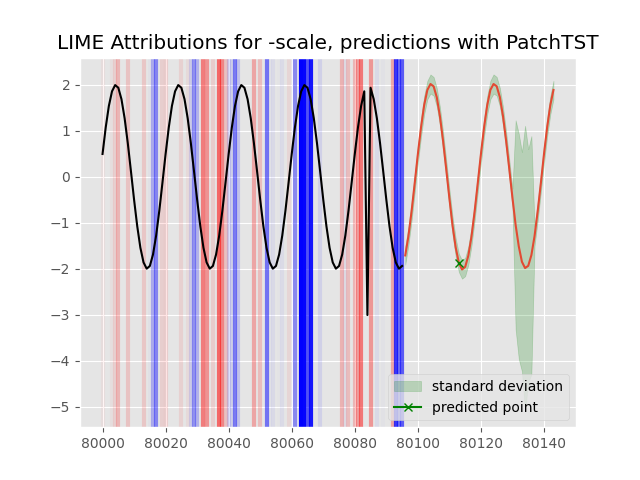 LIME Attributions for -scale, predictions with PatchTST
2
1
0
−1
−2
−3
−4
−5
standard deviation
predicted point
80000 80020 80040 80060 80080 80100 80120 80140